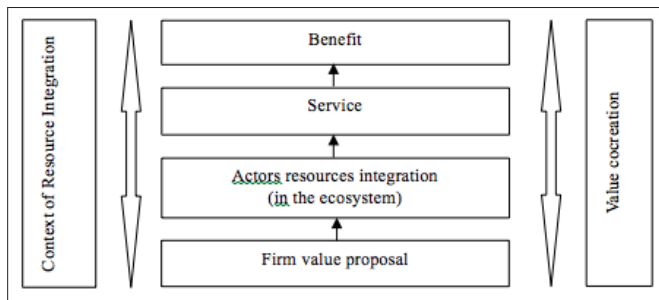 Context of Resource Integration
Benefit
Service
Actors resources integration
(in the ecosystem)
Firm value proposal
Value cocreation